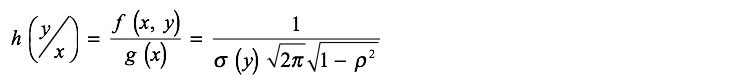 h(y/x) = f (x, y) / g (x) = 1 / σ (y) √2π √1 − ρ²